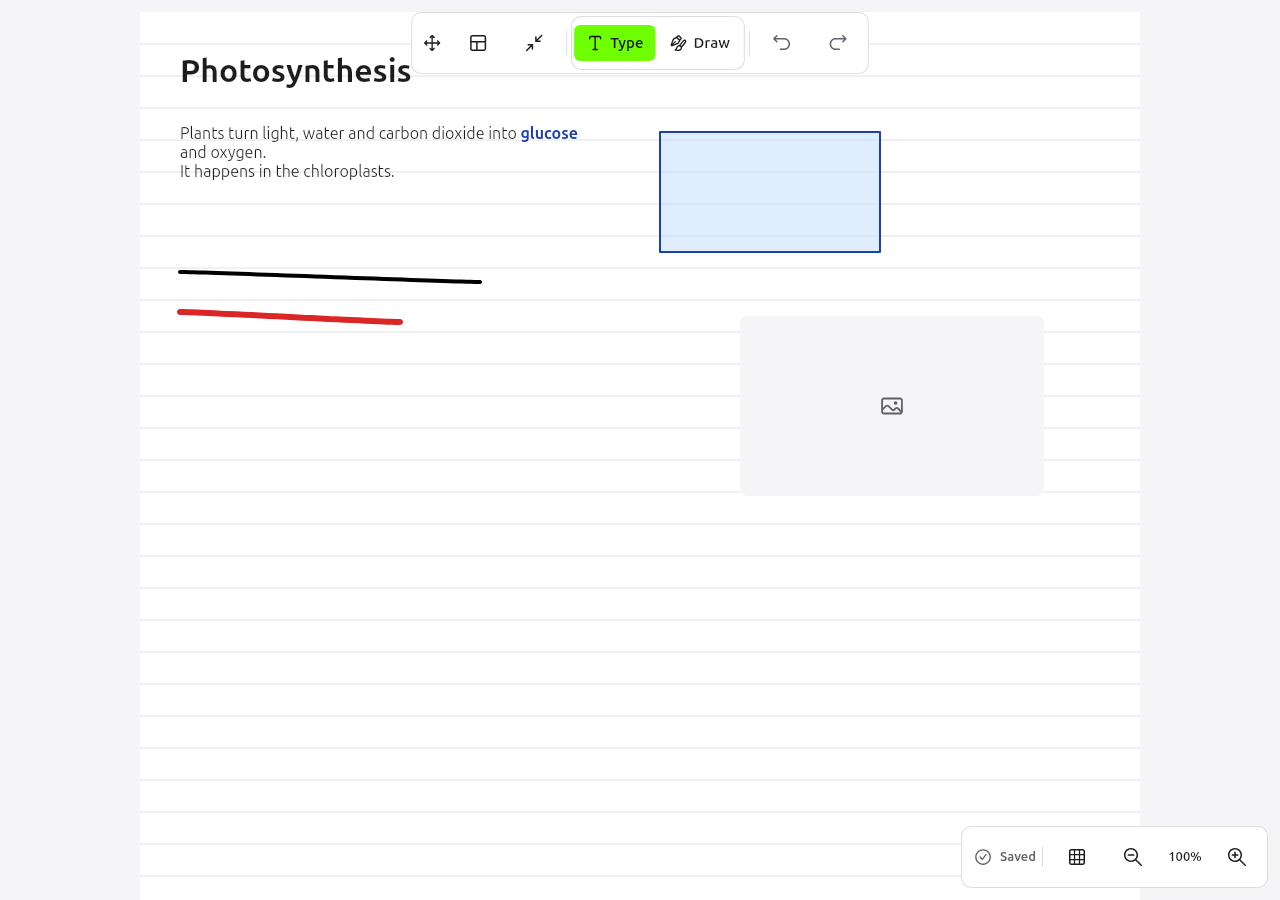 Type
Draw
Photosynthesis
Plants turn light, water and carbon dioxide into glucose
and oxygen.
It happens in the chloroplasts.
Saved
100%